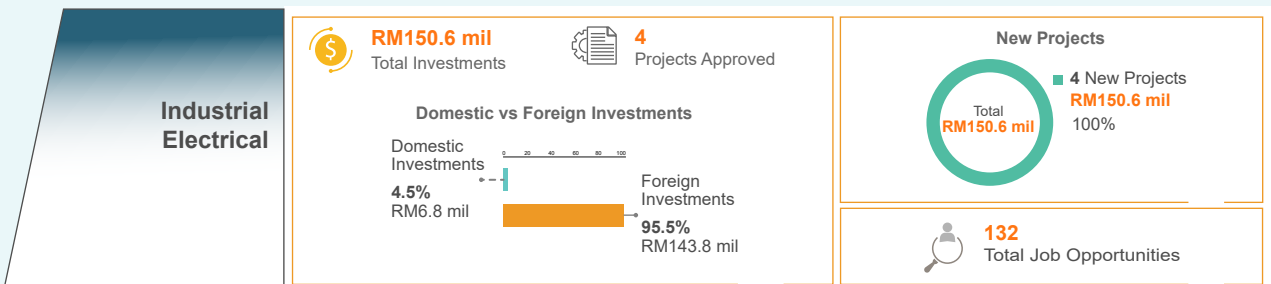 Industrial
Electrical
RM150.6 mil
Total Investments
4
Projects Approved
Domestic vs Foreign Investments
Domestic
Investments
4.5%
RM6.8 mil
0 20 40 60 80 100
Foreign
Investments
95.5%
RM143.8 mil
New Projects
Total
RM150.6 mil
4 New Projects
RM150.6 mil
100%
132
Total Job Opportunities
$